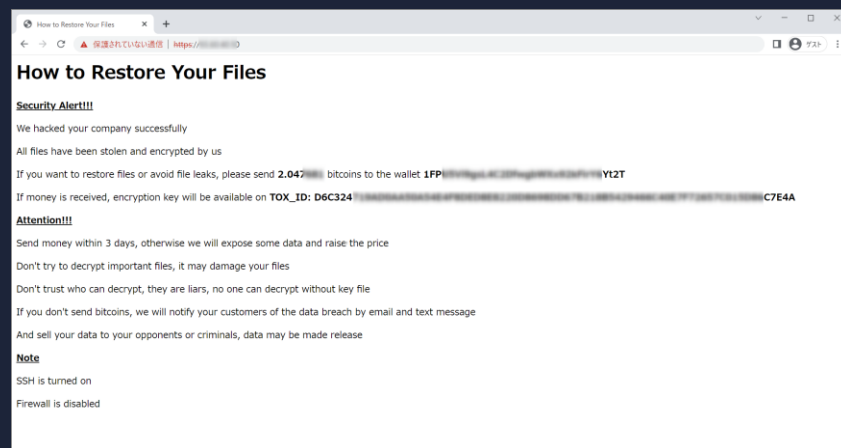 How to Restore Your Files
保護されていない通信 | https://
ゲスト
How to Restore Your Files
Security Alert!!!
We hacked your company successfully
All files have been stolen and encrypted by us
If you want to restore files or avoid file leaks, please send 2.047 bitcoins to the wallet 1FP Yt2T
If money is received, encryption key will be available on TOX_ID: D6C324 C7E4A
Attention!!!
Send money within 3 days, otherwise we will expose some data and raise the price
Don't try to decrypt important files, it may damage your files
Don't trust who can decrypt, they are liars, no one can decrypt without key file
If you don't send bitcoins, we will notify your customers of the data breach by email and text message
And sell your data to your opponents or criminals, data may be made release
Note
SSH is turned on
Firewall is disabled